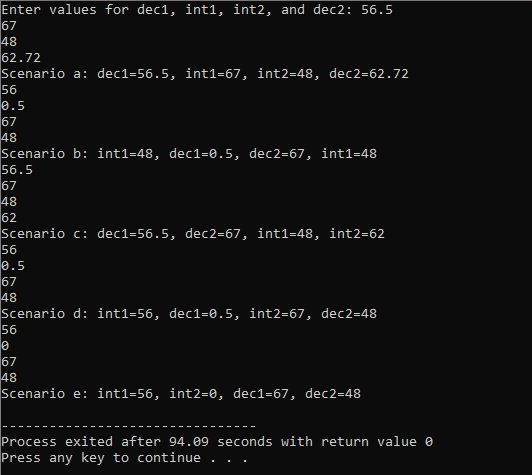 Enter values for dec1, int1, int2, and dec2: 56.5
67
48
62.72
Scenario a: dec1=56.5, int1=67, int2=48, dec2=62.72
56
0.5
67
48
Scenario b: int1=48, dec1=0.5, dec2=67, int1=48
56.5
67
48
62
Scenario c: dec1=56.5, dec2=67, int1=48, int2=62
56
0.5
67
48
Scenario d: int1=56, dec1=0.5, int2=67, dec2=48
56
0
67
48
Scenario e: int1=56, int2=0, dec1=67, dec2=48
--------------------------------
Process exited after 94.09 seconds with return value 0
Press any key to continue . . .